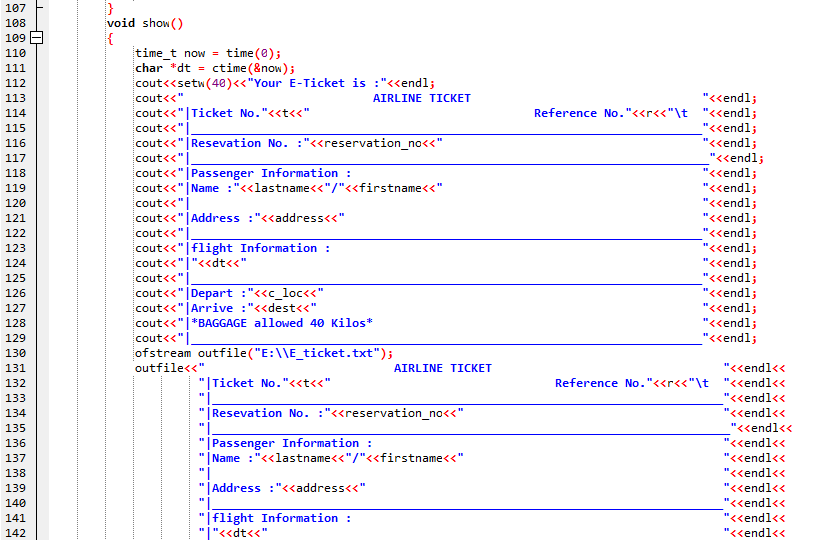 107 }
108 void show()
109 {
110 time_t now = time(0);
111 char *dt = ctime(&now);
112 cout<<setw(40)<<"Your E-Ticket is :"<<endl;
113 cout<<" AIRLINE TICKET "<<endl;
114 cout<<"|Ticket No."<<t<<" Reference No."<<r<<"\t "<<endl;
115 cout<<"|_________________________________________________________________________"<<endl;
116 cout<<"|Resevation No. :"<<reservation_no<<" "<<endl;
117 cout<<"|__________________________________________________________________________"<<endl;
118 cout<<"|Passenger Information : "<<endl;
119 cout<<"|Name :"<<lastname<<"/"<<firstname<<" "<<endl;
120 cout<<"| "<<endl;
121 cout<<"|Address :"<<address<<" "<<endl;
122 cout<<"|_________________________________________________________________________"<<endl;
123 cout<<"|flight Information : "<<endl;
124 cout<<"|"<<dt<<" "<<endl;
125 cout<<"|_________________________________________________________________________"<<endl;
126 cout<<"|Depart :"<<c_loc<<" "<<endl;
127 cout<<"|Arrive :"<<dest<<" "<<endl;
128 cout<<"|*BAGGAGE allowed 40 Kilos* "<<endl;
129 cout<<"|_________________________________________________________________________"<<endl;
130 ofstream outfile("E:\\E_ticket.txt");
131 outfile<<" AIRLINE TICKET "<<endl<<
132 "|Ticket No."<<t<<" Reference No."<<r<<"\t "<<endl<<
133 "|_________________________________________________________________________"<<endl<<
134 "|Resevation No. :"<<reservation_no<<" "<<endl<<
135 "|__________________________________________________________________________"<<endl<<
136 "|Passenger Information : "<<endl<<
137 "|Name :"<<lastname<<"/"<<firstname<<" "<<endl<<
138 "| "<<endl<<
139 "|Address :"<<address<<" "<<endl<<
140 "|_________________________________________________________________________"<<endl<<
141 "|flight Information : "<<endl<<
142 "|"<<dt<<" "<<endl<<